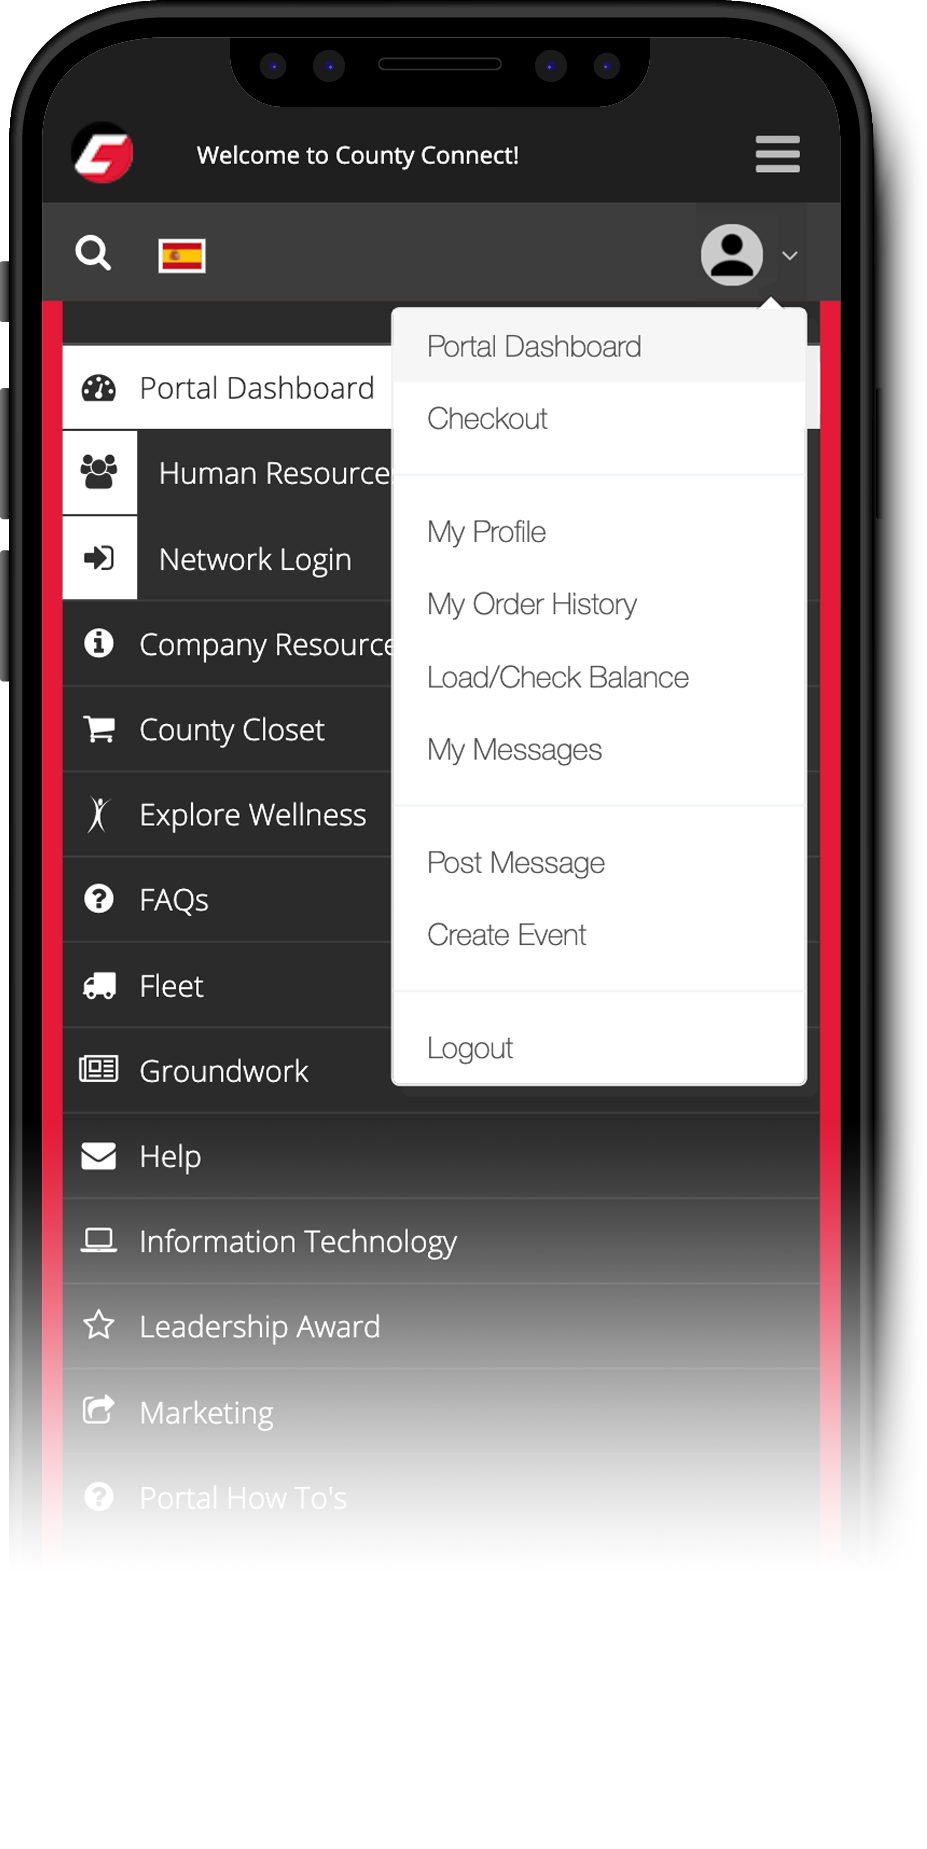 Welcome to County Connect!
Portal Dashboard
Human Resource
Network Login
Company Resource
County Closet
Explore Wellness
FAQs
Fleet
Groundwork
Help
Information Technology
Leadership Award
Marketing
Portal How To's
Portal Dashboard
Checkout
My Profile
My Order History
Load/Check Balance
My Messages
Post Message
Create Event
Logout